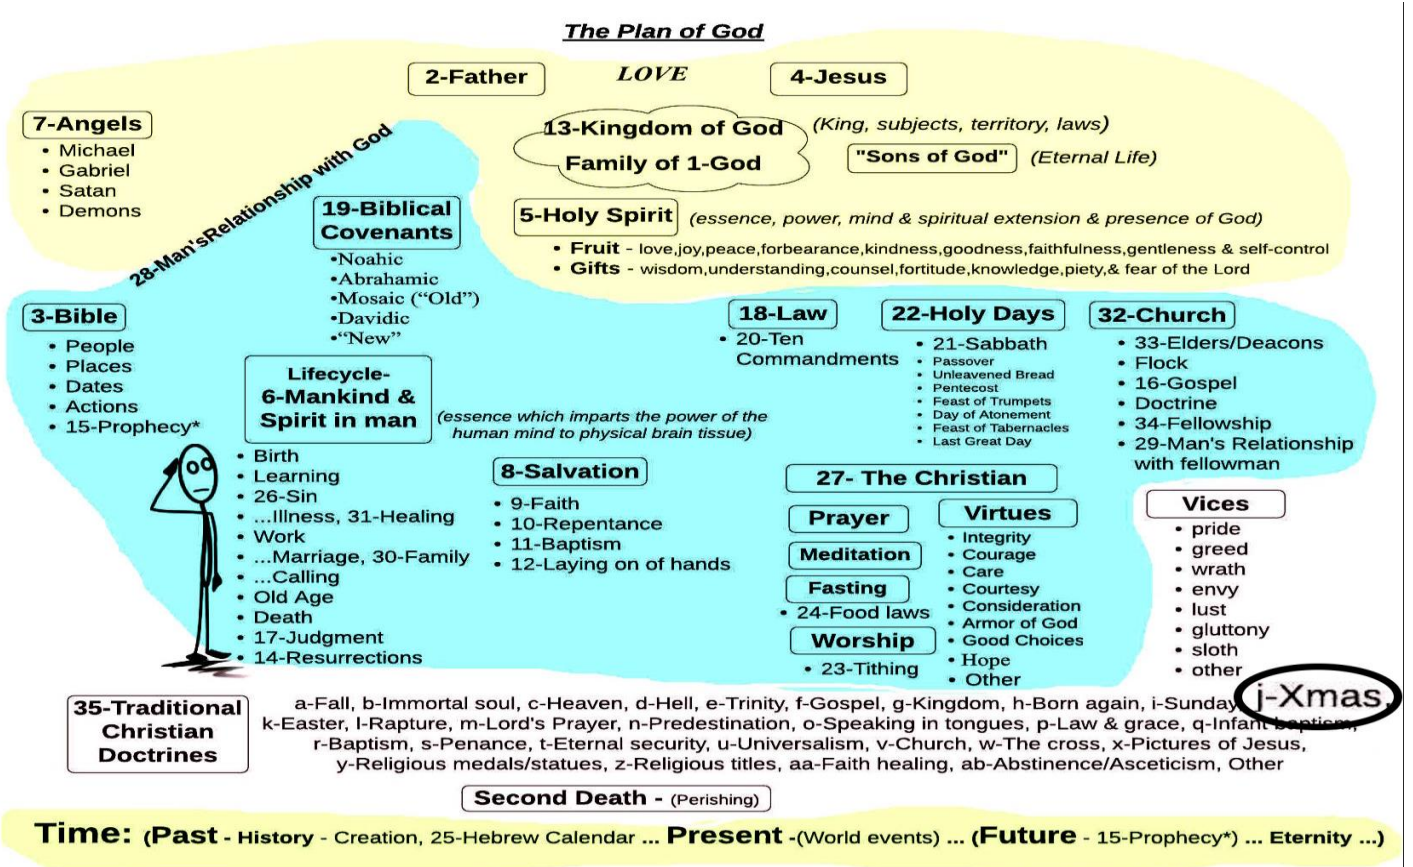 The Plan of God
2-Father
LOVE
4-Jesus
7-Angels
• Michael
• Gabriel
• Satan
• Demons
28-Man'sRelationship with God
13-Kingdom of God
Family of 1-God
(King, subjects, territory, laws)
"Sons of God"
(Eternal Life)
19-Biblical
Covenants
•Noahic
•Abrahamic
•Mosaic (“Old”)
•Davidic
•“New”
5-Holy Spirit
(essence, power, mind & spiritual extension & presence of God)
• Fruit - love,joy,peace,forbearance,kindness,goodness,faithfulness,gentleness & self-control
• Gifts - wisdom,understanding,counsel,fortitude,knowledge,piety,& fear of the Lord
3-Bible
• People
• Places
• Dates
• Actions
• 15-Prophecy*
Lifecycle-
6-Mankind &
Spirit in man
(essence which imparts the power of the
human mind to physical brain tissue)
• Birth
• Learning
• 26-Sin
• ...Illness, 31-Healing
• Work
• ...Marriage, 30-Family
• ...Calling
• Old Age
• Death
• 17-Judgment
• 14-Resurrections
8-Salvation
• 9-Faith
• 10-Repentance
• 11-Baptism
• 12-Laying on of hands
18-Law
• 20-Ten
Commandments
22-Holy Days
• 21-Sabbath
• Passover
• Unleavened Bread
• Pentecost
• Feast of Trumpets
• Day of Atonement
• Feast of Tabernacles
• Last Great Day
32-Church
• 33-Elders/Deacons
• Flock
• 16-Gospel
• Doctrine
• 34-Fellowship
• 29-Man's Relationship
with fellowman
27- The Christian
Prayer
Meditation
Fasting
• 24-Food laws
Worship
• 23-Tithing
Virtues
• Integrity
• Courage
• Care
• Courtesy
• Consideration
• Armor of God
• Good Choices
• Hope
• Other
Vices
• pride
• greed
• wrath
• envy
• lust
• gluttony
• sloth
• other
35-Traditional
Christian
Doctrines
a-Fall, b-Immortal soul, c-Heaven, d-Hell, e-Trinity, f-Gospel, g-Kingdom, h-Born again, i-Sunday j-Xmas,
k-Easter, l-Rapture, m-Lord's Prayer, n-Predestination, o-Speaking in tongues, p-Law & grace, q-Infant baptism,
r-Baptism, s-Penance, t-Eternal security, u-Universalism, v-Church, w-The cross, x-Pictures of Jesus,
y-Religious medals/statues, z-Religious titles, aa-Faith healing, ab-Abstinence/Asceticism, Other
Second Death - (Perishing)
Time: (Past - History - Creation, 25-Hebrew Calendar ... Present -(World events) ... (Future - 15-Prophecy*) ... Eternity ...)